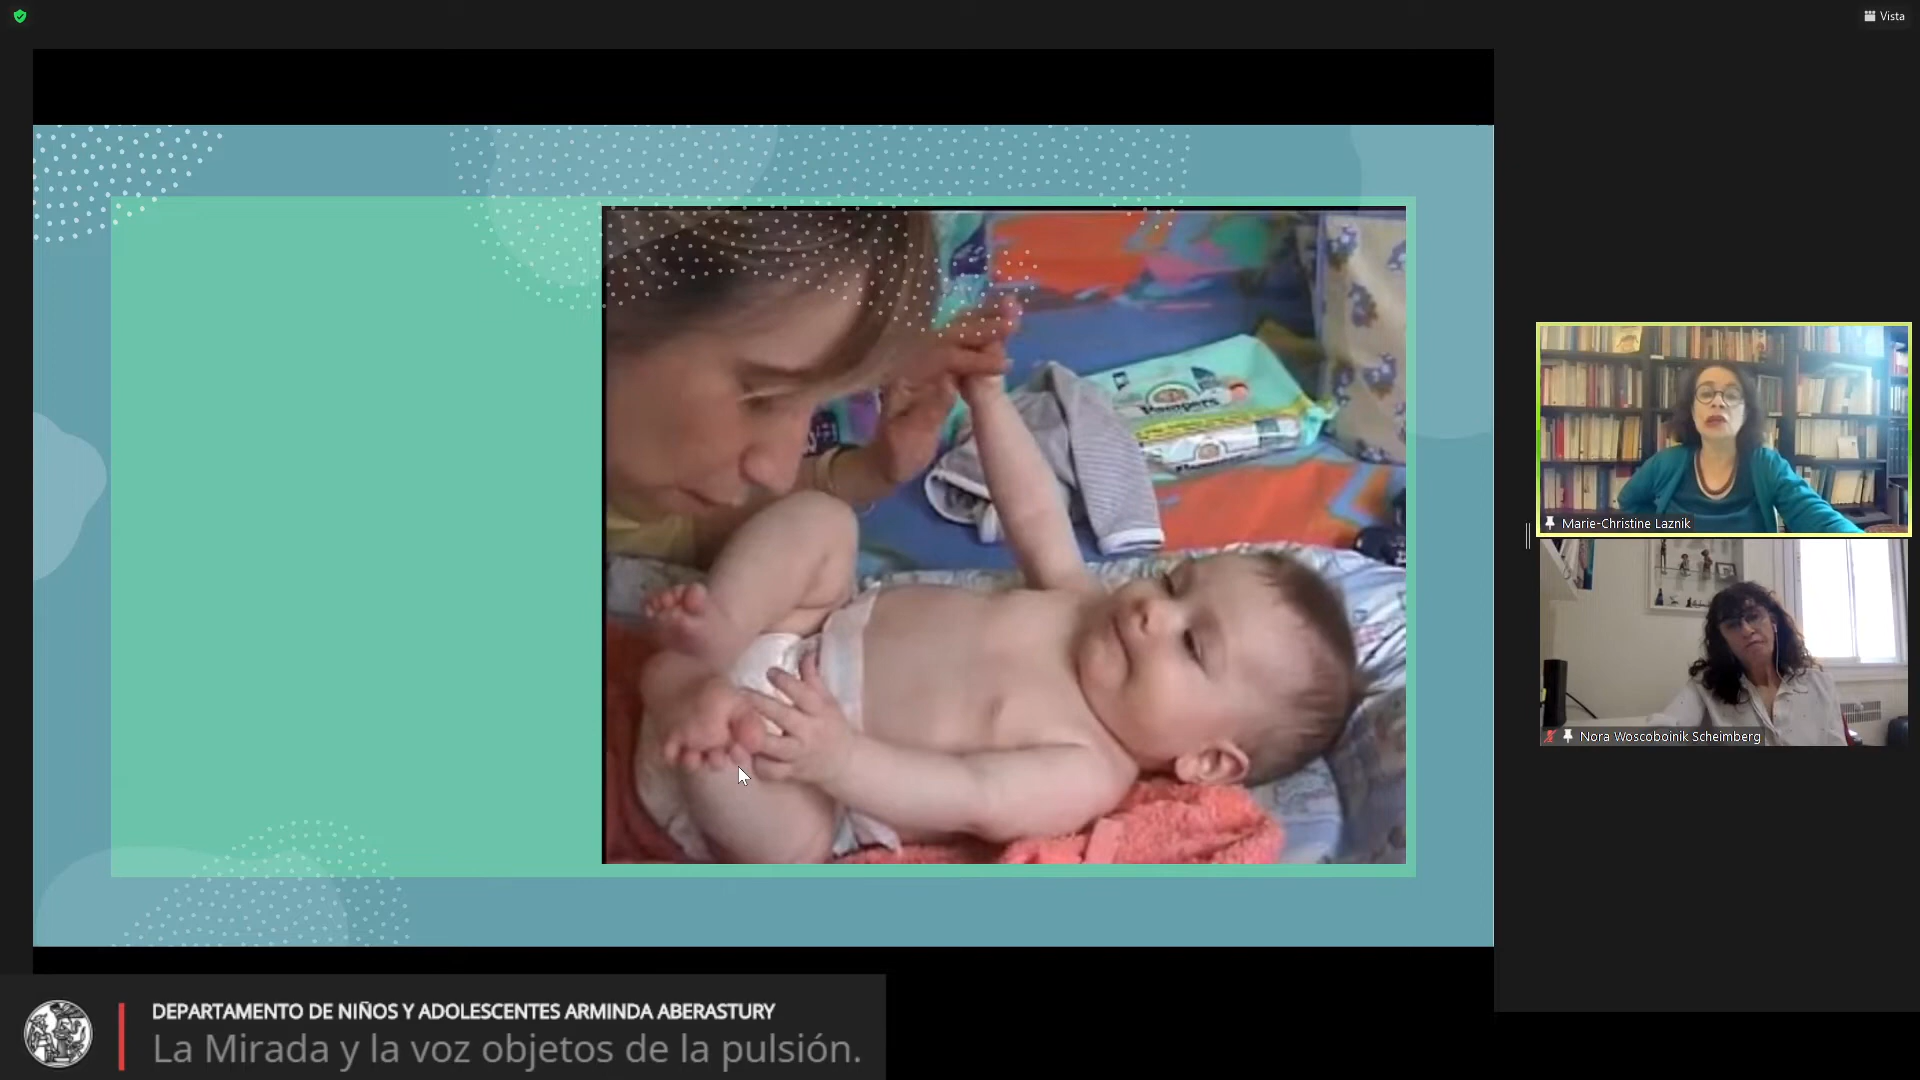 Vista
Pampers
Marie-Christine Laznik
Nora Woscoboinik Scheimberg
DEPARTAMENTO DE NIÑOS Y ADOLESCENTES ARMINDA ABERASTURY
La Mirada y la voz objetos de la pulsión.